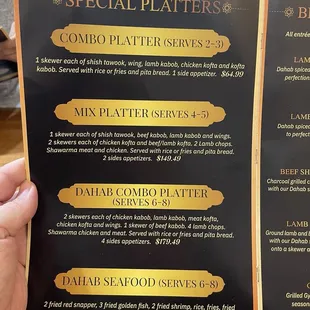 SPECIAL PLATTERS
COMBO PLATTER (SERVES 2-3)
1 skewer each of shish tawook, wing, lamb kabob, chicken kofta and kofta
kabob. Served with rice or fries and pita bread. 1 side appetizer. $64.99
MIX PLATTER (SERVES 4-5)
1 skewers each of shish tawook, beef kabob, lamb kabob and wings.
2 skewers each of chicken kofta and beef/lamb kofta. 2 Lamb chops.
Shawarma meat and chicken. Served with rice or fries and pita bread.
2 sides appetizers. $149.49
DAHAB COMBO PLATTER
(SERVES 6-8)
2 skewers each of chicken kabob, lamb kabob, meat kofta,
chicken kofta and wings. 1 skewer of beef kabob. 4 lamb chops.
Shawarma chicken and meat. Served with rice or fries and pita bread.
4 sides appetizers. $179.49
DAHAB SEAFOOD (SERVES 6-8)
2 fried red snapper, 3 fried golden fish, 2 fried shrimp, rice, fries, fried
All entrée
LAM
Dahab spiced
perfection
LAM
Dahab spice
to perfec
BEEF SH
Charcoal grilled
with our Dahab s
LAMB
Ground lamb and b
with our Dahab
onto a skewer a
Grilled